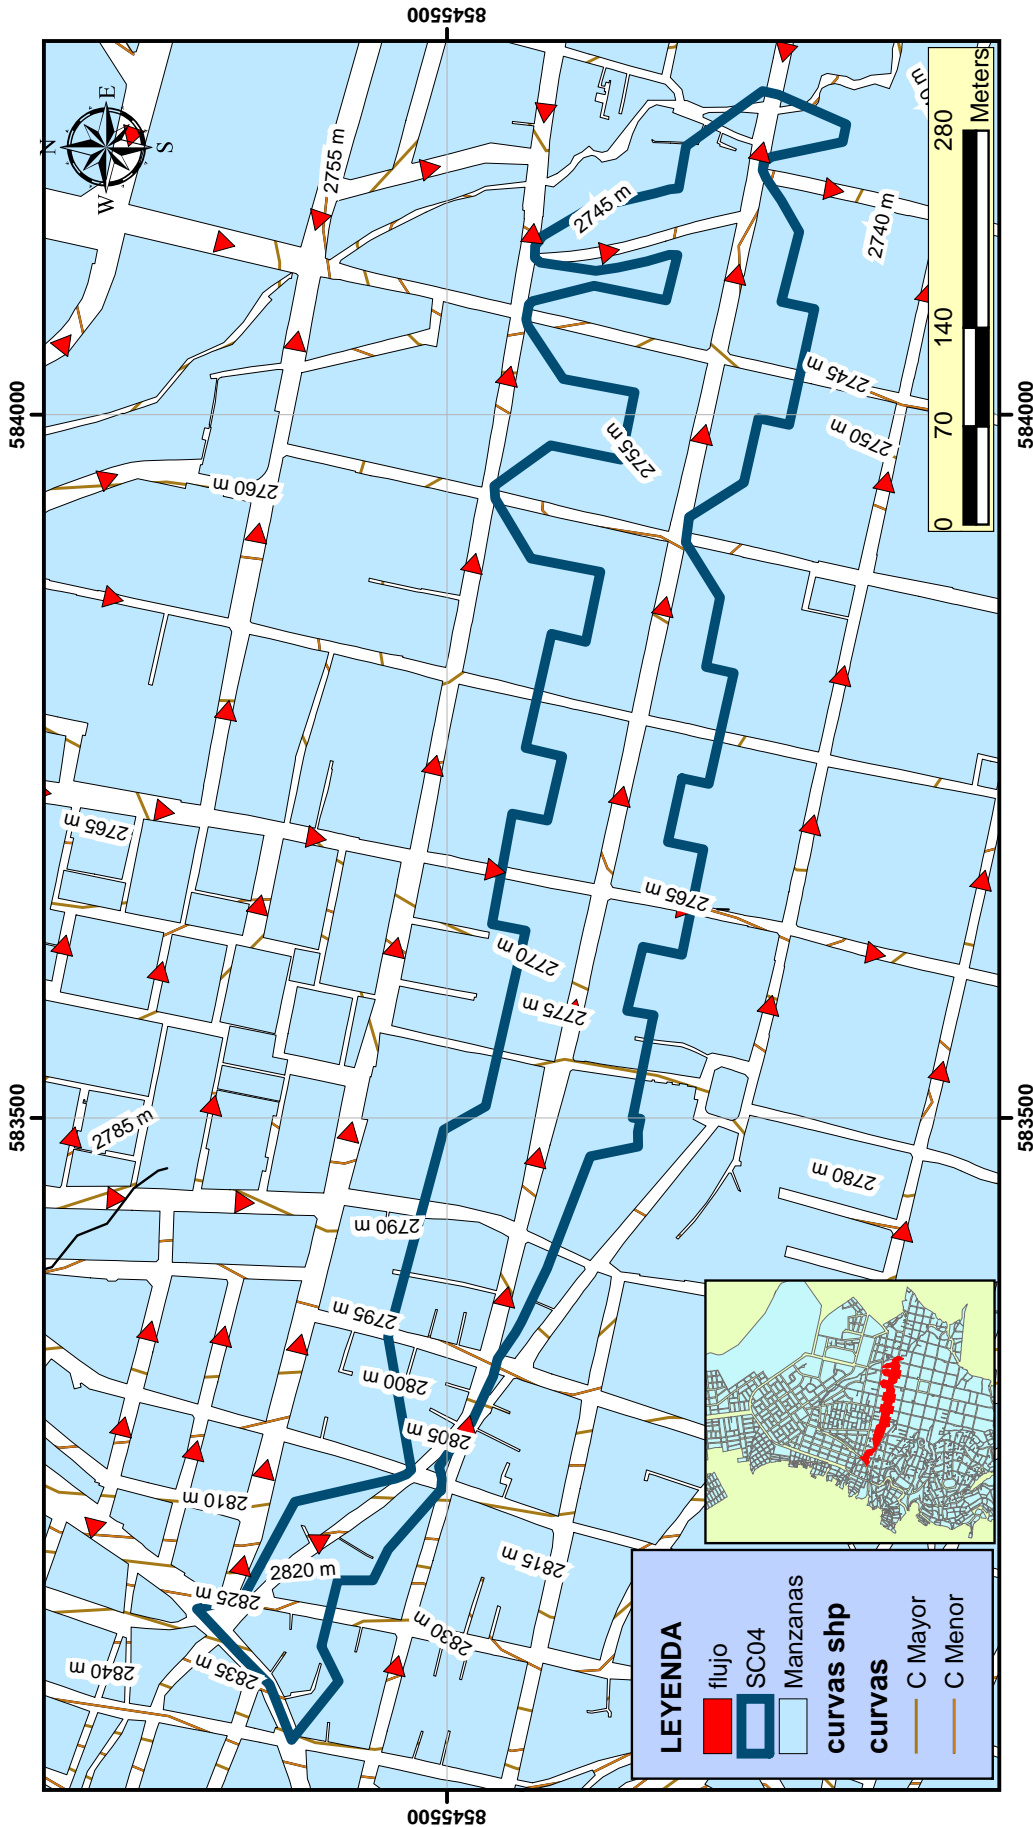 8545500
N
E
W
S
2755 m
280
Meters
140
70
0
2745 m
2740 m
584000
584000
2745 m
2750 m
2755 m
2760 m
2765 m
2765 m
2770 m
2775 m
583500
583500
2785 m
2780 m
2790 m
2795 m
2800 m
2805 m
2810 m
2815 m
2820 m
2825 m
2830 m
2835 m
2840 m
LEYENDA
flujo
SC04
Manzanas
curvas shp
curvas
C Mayor
C Menor
8545500